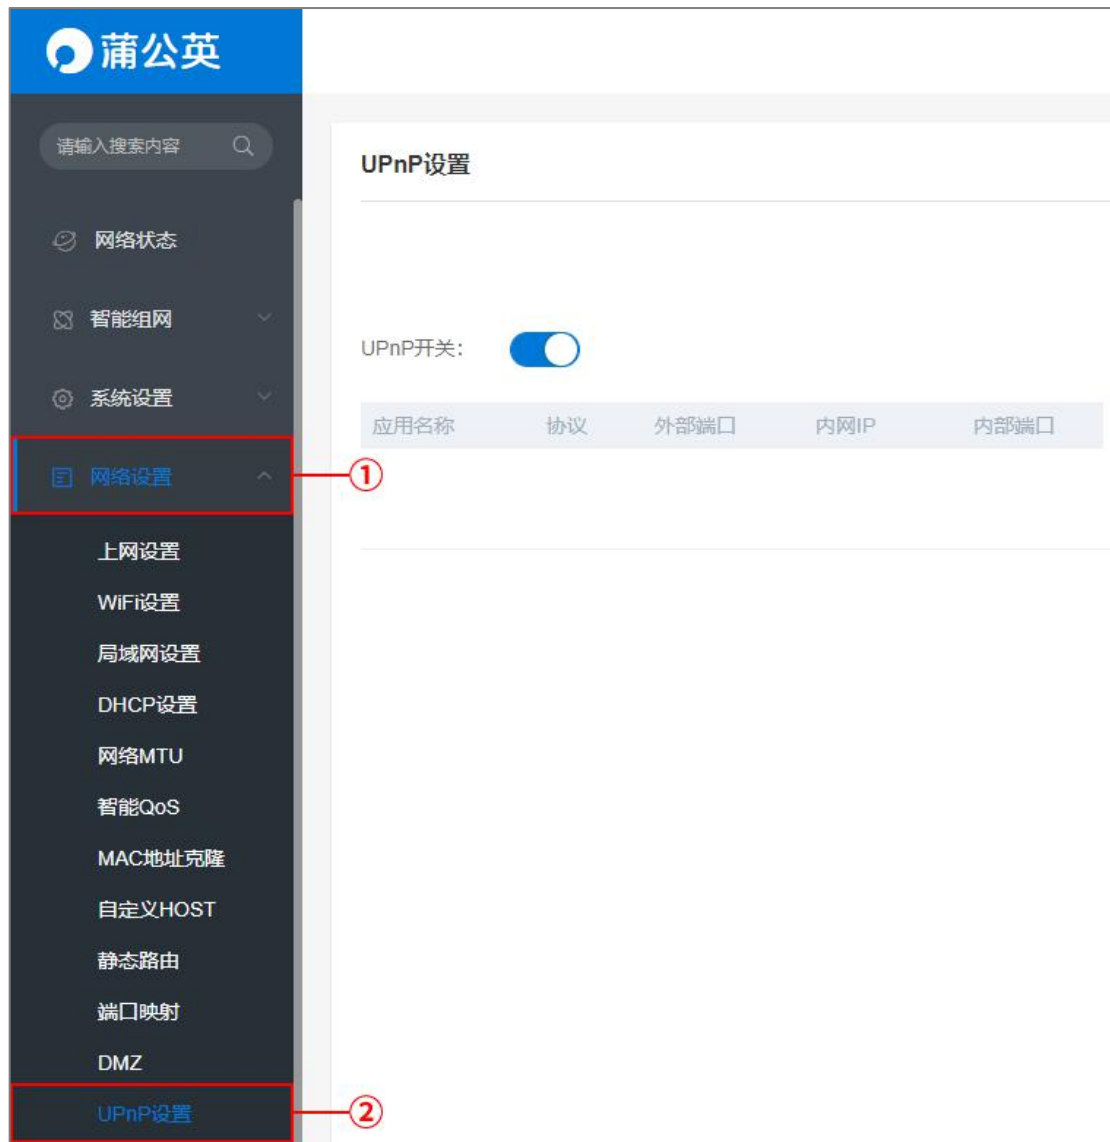 蒲公英
请输入搜索内容
网络状态
智能组网
系统设置
网络设置
①
上网设置
WiFi设置
局域网设置
DHCP设置
网络MTU
智能QoS
MAC地址克隆
自定义HOST
静态路由
端口映射
DMZ
UPnP设置
②
UPnP设置
UPnP开关：
应用名称 协议 外部端口 内网IP 内部端口